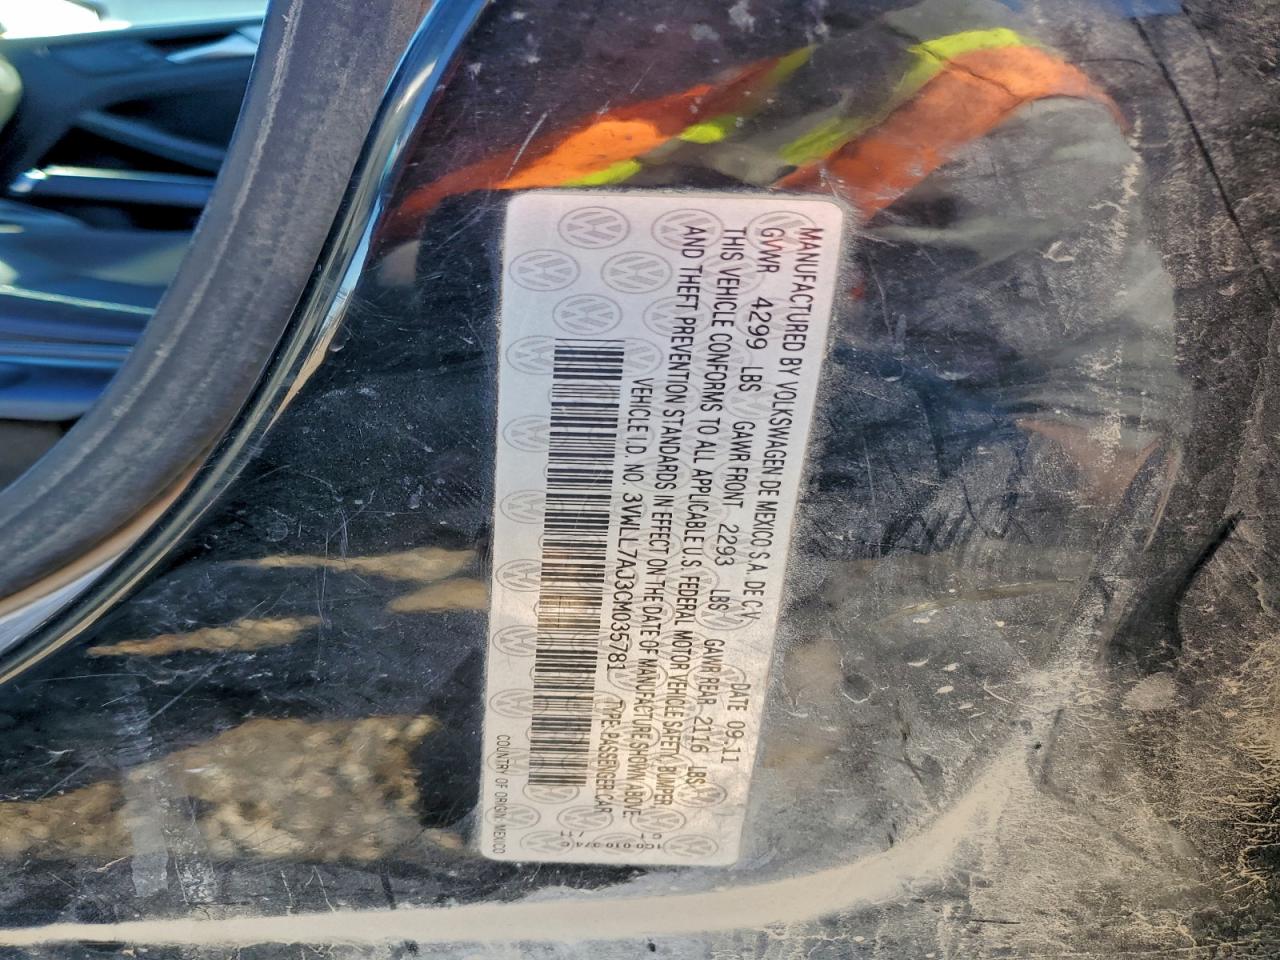 MANUFACTURED BY VOLKSWAGEN DE MEXICO S.A. DE C.V. DATE 09.11
GVWR 4299 LBS GAWR FRONT 2293 LBS GAWR REAR 2116 LBS
THIS VEHICLE CONFORMS TO ALL APPLICABLE U.S. FEDERAL MOTOR VEHICLE SAFETY, BUMPER
AND THEFT PREVENTION STANDARDS IN EFFECT ON THE DATE OF MANUFACTURE SHOWN ABOVE.
VEHICLE I.D. NO. 3VWLL7AJ3CM035781 TYPE: PASSENGER CAR
COUNTRY OF ORIGIN: MEXICO